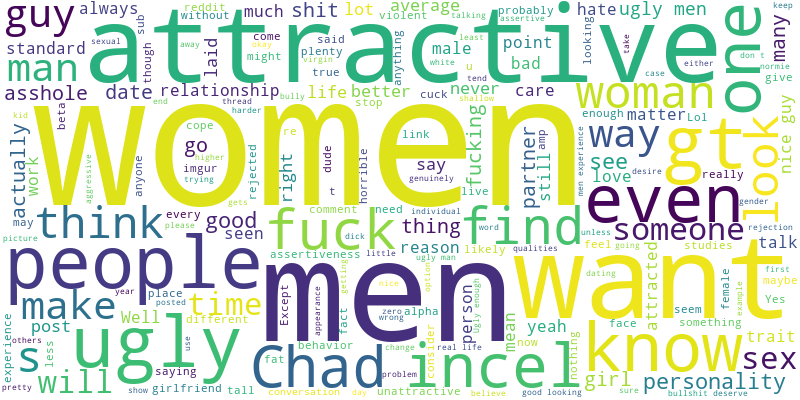 guy always much shit lot reddit without violent average talking assertive probably hate ugly men one many
standard man attractive
sub laid might come said plenty true anything male u least virgin white okay tend point bad sexual away though looking take case either don t normie keep give shallow
asshole date relationship life better never care woman matter Lol enough nice guy
beta end thread harder bully stop cuck
women
kid cope go imgur higher trying rejected re right dude t horrible link say genuinely fucking live partner still amp way see love men experience desire really gt look
actually work aggressive anyone
may think every please gets good seen comment need individual dick fuck thing find even someone gender rejection
picture people men word unless feel going studies talk
assertiveness little ugly man reason likely qualities dating attracted female first maybe Yes example
others year place posted make time Well different Except appearance getting nice option fact zero wrong alpha person ugly enough want seem something
experience s post less ugly use behavior change real life consider mean yeah now nothing face know trait
pretty will saying girlfriend show tall fat Chad problem incel girl sex
unattractive conversation day believe good looking sure personality bullshit deserve